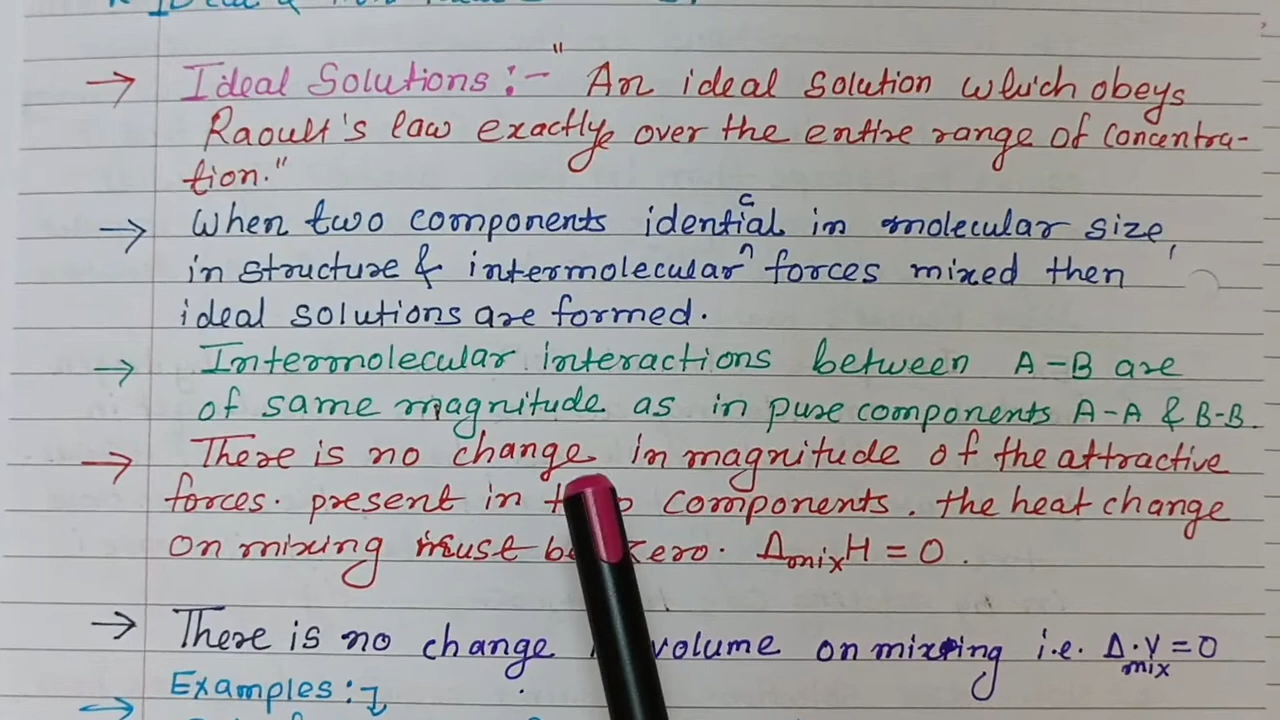 → Ideal Solutions :- " An ideal solution which obeys
Raoult's law exactly over the entire range of Concentra-
tion."
→ When two components idential in molecular size,
in structure & intermolecular forces mixed then
ideal solutions are formed.
→ Intermolecular interactions between A-B are
of same magnitude as in pure components A-A & B-B.
→ There is no change in magnitude of the attractive
forces. present in components. the heat change
on mixing must be zero. ΔmixH = 0.
→ There is no change volume on mixing i.e. Δ.V = 0
mix
Examples: ↴
→